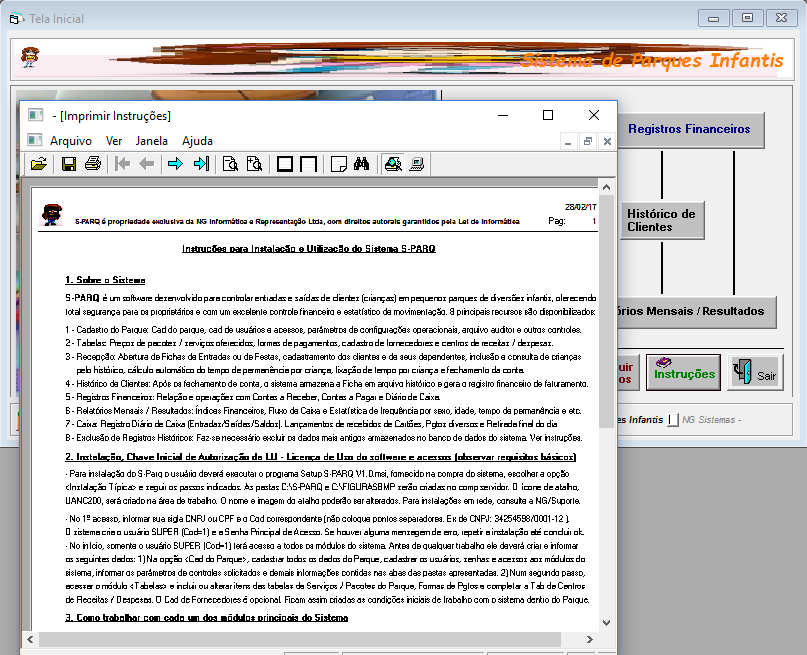 Tela Inicial
Sistema de Parques Infantis
- [Imprimir Instruções]
Arquivo Ver Janela Ajuda
Registros Financeiros
Histórico de
Clientes
órios Mensais / Resultados
uir
os
Instruções
Sair
es Infantis
NG Sistemas -
28/02/17
S-PARQ é propriedade exclusiva da NG Informática e Representação Ltda, com direitos autorais garantidos pela Lei de Informática
Pag: 1
Instruções para Instalação e Utilização do Sistema S-PARQ
1. Sobre o Sistema
S-PARQ é um software dezenvolvido para controlar entradas e saídas de clientes (crianças) em pequenos parques de diversões infantis, oferecendo
total segurança para os proprietários e com um excelente controle financeiro e estatístico de movimentação. 8 principais recursos são disponibilizados:
1 - Cadastro do Parque: Cad do parque, cad de usuários e acessos, parâmetros de configurações operacionais, arquivo auditor e outros controles.
2 - Tabelas: Preços de pacotes / serviços oferecidos, formas de pagamentos, cadastro de fornecedores e centros de receitas / despesas.
3 - Recepção: Abertura de Fichas de Entradas ou de Festas, cadastramento dos clientes e de seus dependentes, inclusão e consulta de crianças
pelo histórico, cálculo automático do tempo de permanência por criança, fixação de tempo por criança e fechamento da conta.
4 - Histórico de Clientes: Após os fechamento de conta, o sistema armazena a Ficha em arquivo histórico e gera o registro financeiro de faturamento.
5 - Registros Financeiros: Relação e operações com Contas a Receber, Contas a Pagar e Diário de Caixa.
6 - Relatórios Mensais / Resultados: Índices Financeiros, Fluxo de Caixa e Estatística de frequência por sexo, idade, tempo de permanência e etc.
7 - Caixa: Registro Diário de Caixa (Entradas/Saídas/Saldos). Lançamentos de recebidos de Cartões, Pgtos diversos e Retirada final do dia
8 - Exclusão de Registros Históricos: Faz-se necesário excluir os dados mais antigos armazenados no banco de dados do sistema. Ver instruções.
2. Instalação, Chave Inicial de Autorização da LU - Licença de Uso do software e acessos (observar requisitos básicos)
- Para instalação do S-Parq o usuário deverá executar o programa Setup S-PARQ V1.0.msi, fornecido na compra do sistema, escolher a opção
<Instalação Típica> e seguir os passos indicados. As pastas C:\S-PARQ e C:\FIGURASBMP serão criadas no comp servidor. O ícone de atalho,
UANC200, será criado na área de trabalho. O nome e imagem do atalho poderão ser alterados. Para instalações em rede, consulte a NG/Suporte.
- No 1º acesso, informar sua sigla CNPJ ou CPF e o Cod correspondente (não coloque pontos separadores. Ex de CNPJ: 34254598/0001-12 ).
O sistema cria o usuário SUPER (Cod=1) e a Senha Principal de Acesso. Se houver alguma mensagem de erro, repetir a instalação até concluir ok.
- No início, somente o usuário SUPER (Cod=1) terá acesso a todos os módulos do sistema. Antes de qualquer trabalho ele deverá criar e informar
os seguintes dados: 1) Na opção <Cad do Parque>, cadastrar todos os dados do Parque, cadastrar os usuários, senhas e acessos aos módulos do
sistema, informar os parâmetros de controles solicitados e demais informações contidas nas abas das pastas apresentadas. 2) Num segundo passo,
acessar o módulo <Tabelas> e incluir ou alterar itens das tabelas de Serviços / Pacotes do Parque, Formas de Pgtos e completar a Tab de Centros
de Receitas / Despesas. O Cad de Fornecedores é opcional. Ficam assim criadas as condições iniciais de trabalho com o sistema dentro do Parque.
3. Como trabalhar com cada um dos módulos principais do Sistema